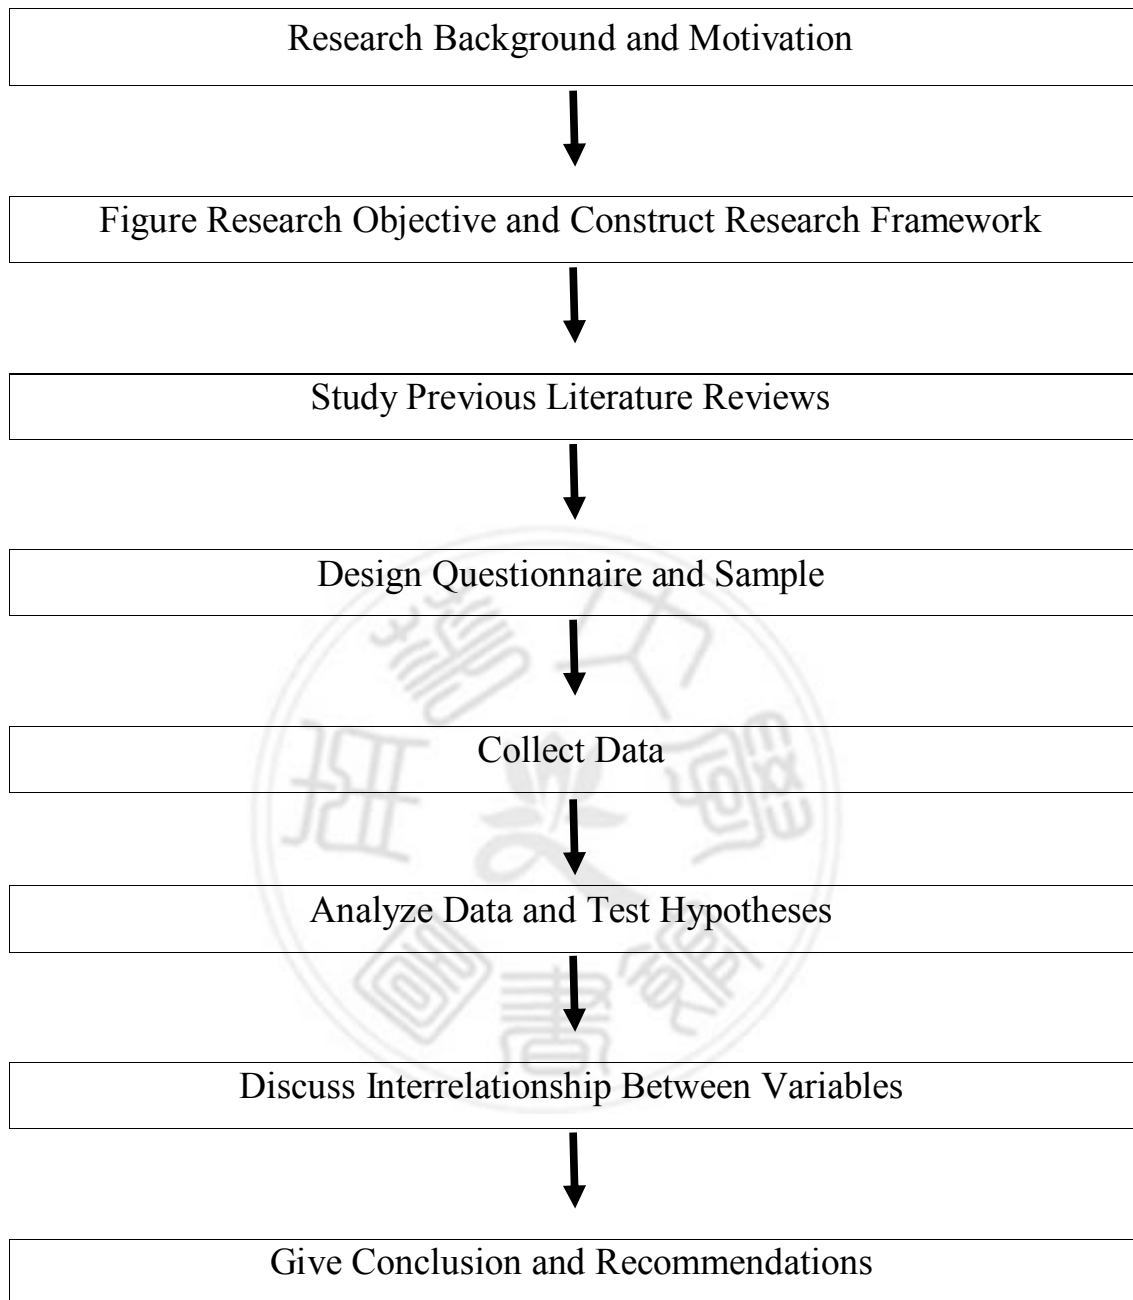 Research Background and Motivation
Figure Research Objective and Construct Research Framework
Study Previous Literature Reviews
Design Questionnaire and Sample
Collect Data
Analyze Data and Test Hypotheses
Discuss Interrelationship Between Variables
Give Conclusion and Recommendations